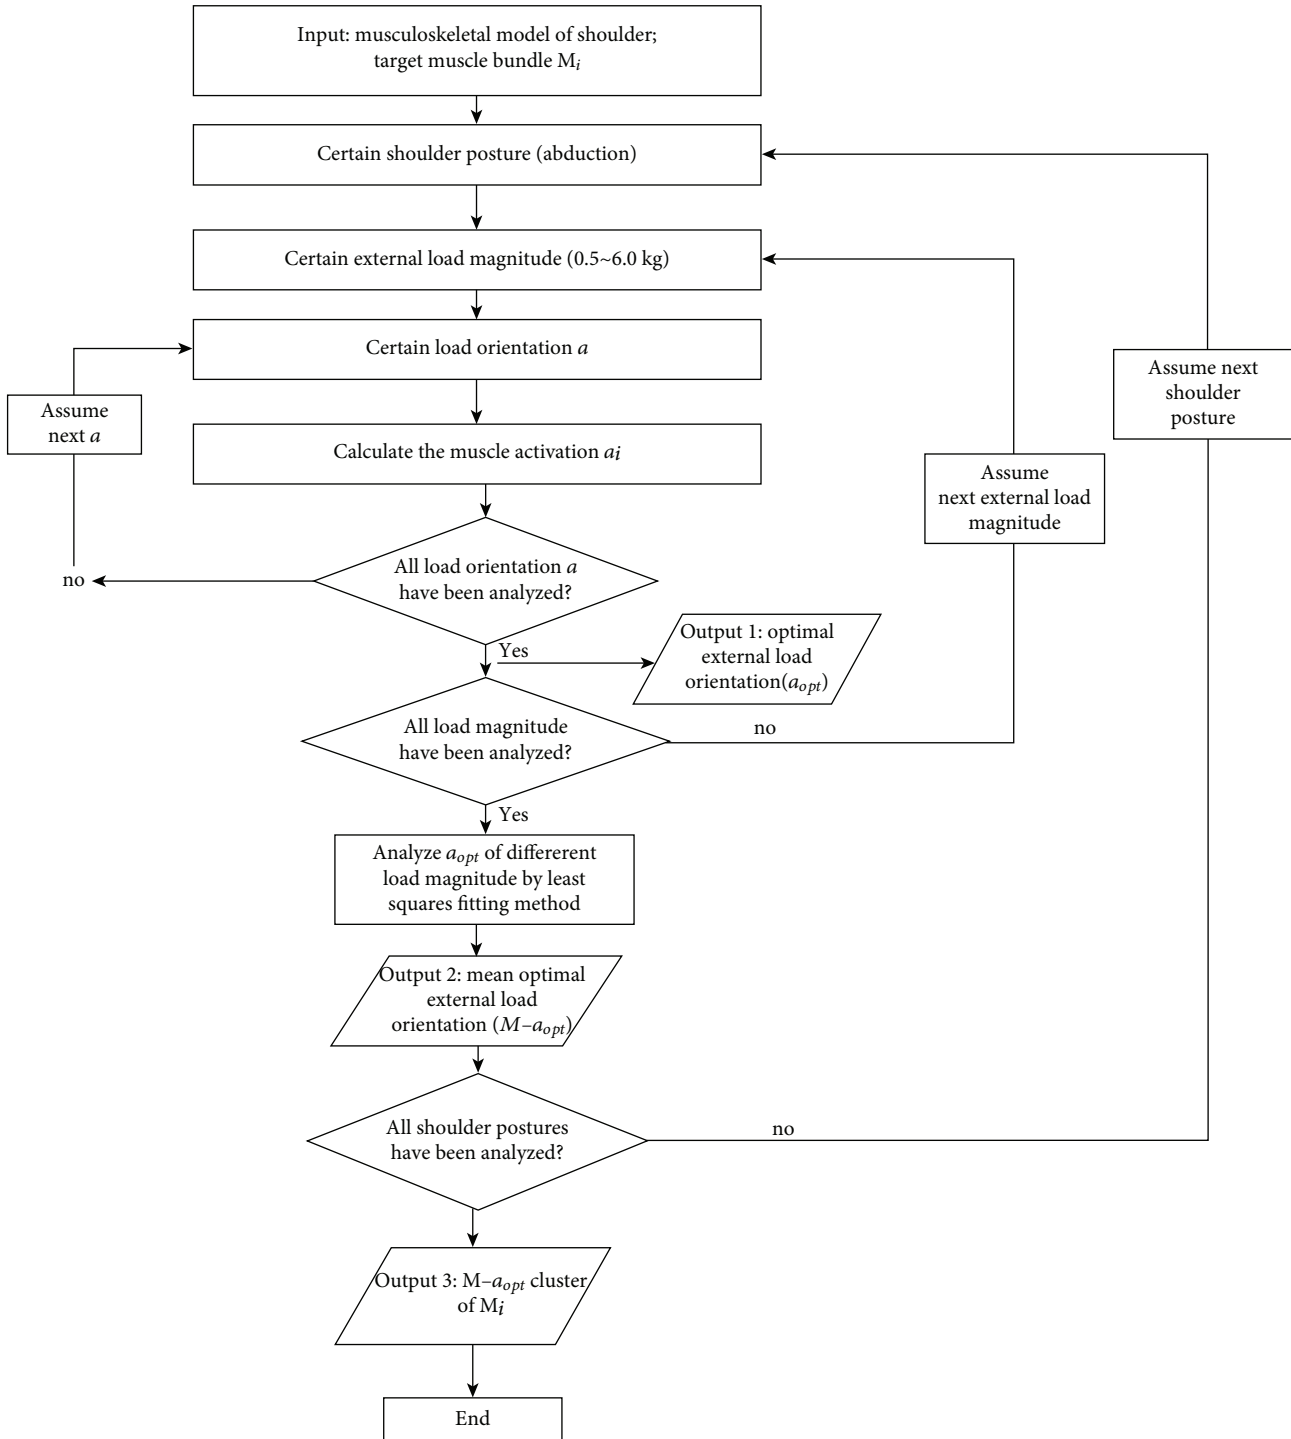 Input: musculoskeletal model of shoulder;
target muscle bundle Mi
Certain shoulder posture (abduction)
Certain external load magnitude (0.5~6.0 kg)
Certain load orientation a
Assume
next a
Calculate the muscle activation ai
Assume next
shoulder
posture
Assume
next external load
magnitude
All load orientation a
have been analyzed?
no
Yes
Output 1: optimal
external load
orientation(aopt)
All load magnitude
have been analyzed?
no
Yes
Analyze aopt of differerent
load magnitude by least
squares fitting method
Output 2: mean optimal
external load
orientation (M–aopt)
All shoulder postures
have been analyzed?
no
Output 3: M–aopt cluster
of Mi
End